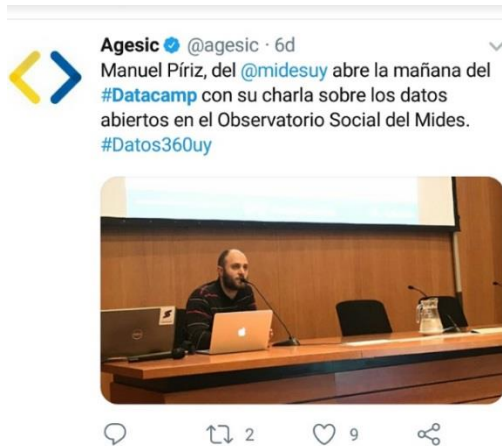 Agesic @agesic · 6d
Manuel Píriz, del @midesuy abre la mañana del
#Datacamp con su charla sobre los datos
abiertos en el Observatorio Social del Mides.
#Datos360uy
2 9